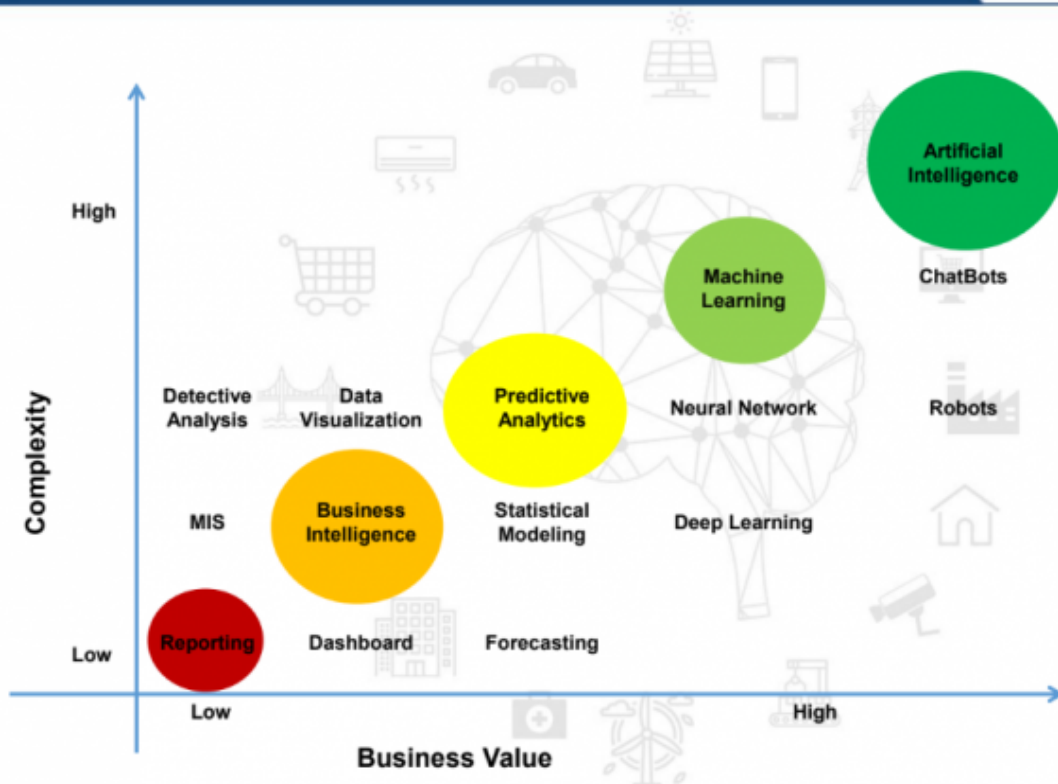 Artificial
Intelligence
High
Machine
Learning
ChatBots
Detective
Analysis
Data
Visualization
Predictive
Analytics
Neural Network
Robots
Complexity
MIS
Business
Intelligence
Statistical
Modeling
Deep Learning
Low
Reporting
Dashboard
Forecasting
Low
High
Business Value